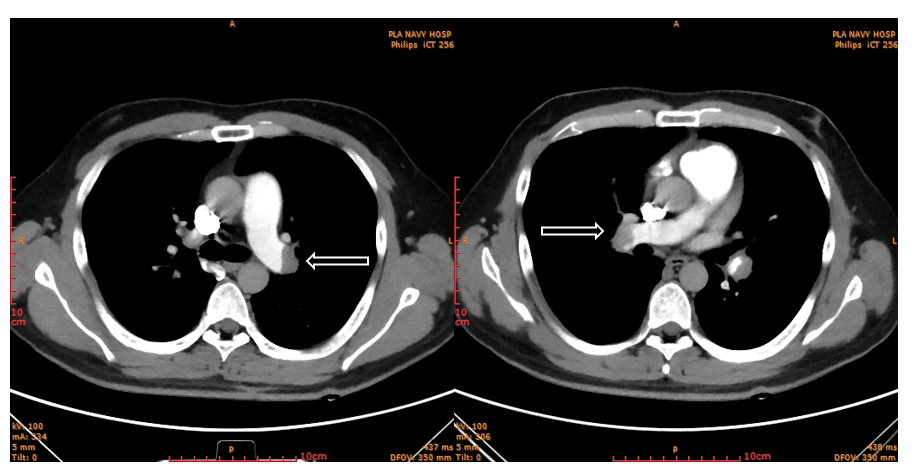 A
PLA NAVY HOSP
Philips iCT 256
R
L
10
cm
kV: 100
mA: 334
5 mm
Tilt: 0
P
10cm
437 ms
DFOV: 350 mm
A
PLA NAVY HOSP
Philips iCT 256
R
L
10
cm
kV: 100
mA: 306
5 mm
Tilt: 0
P
10cm
438 ms
DFOV: 350 mm